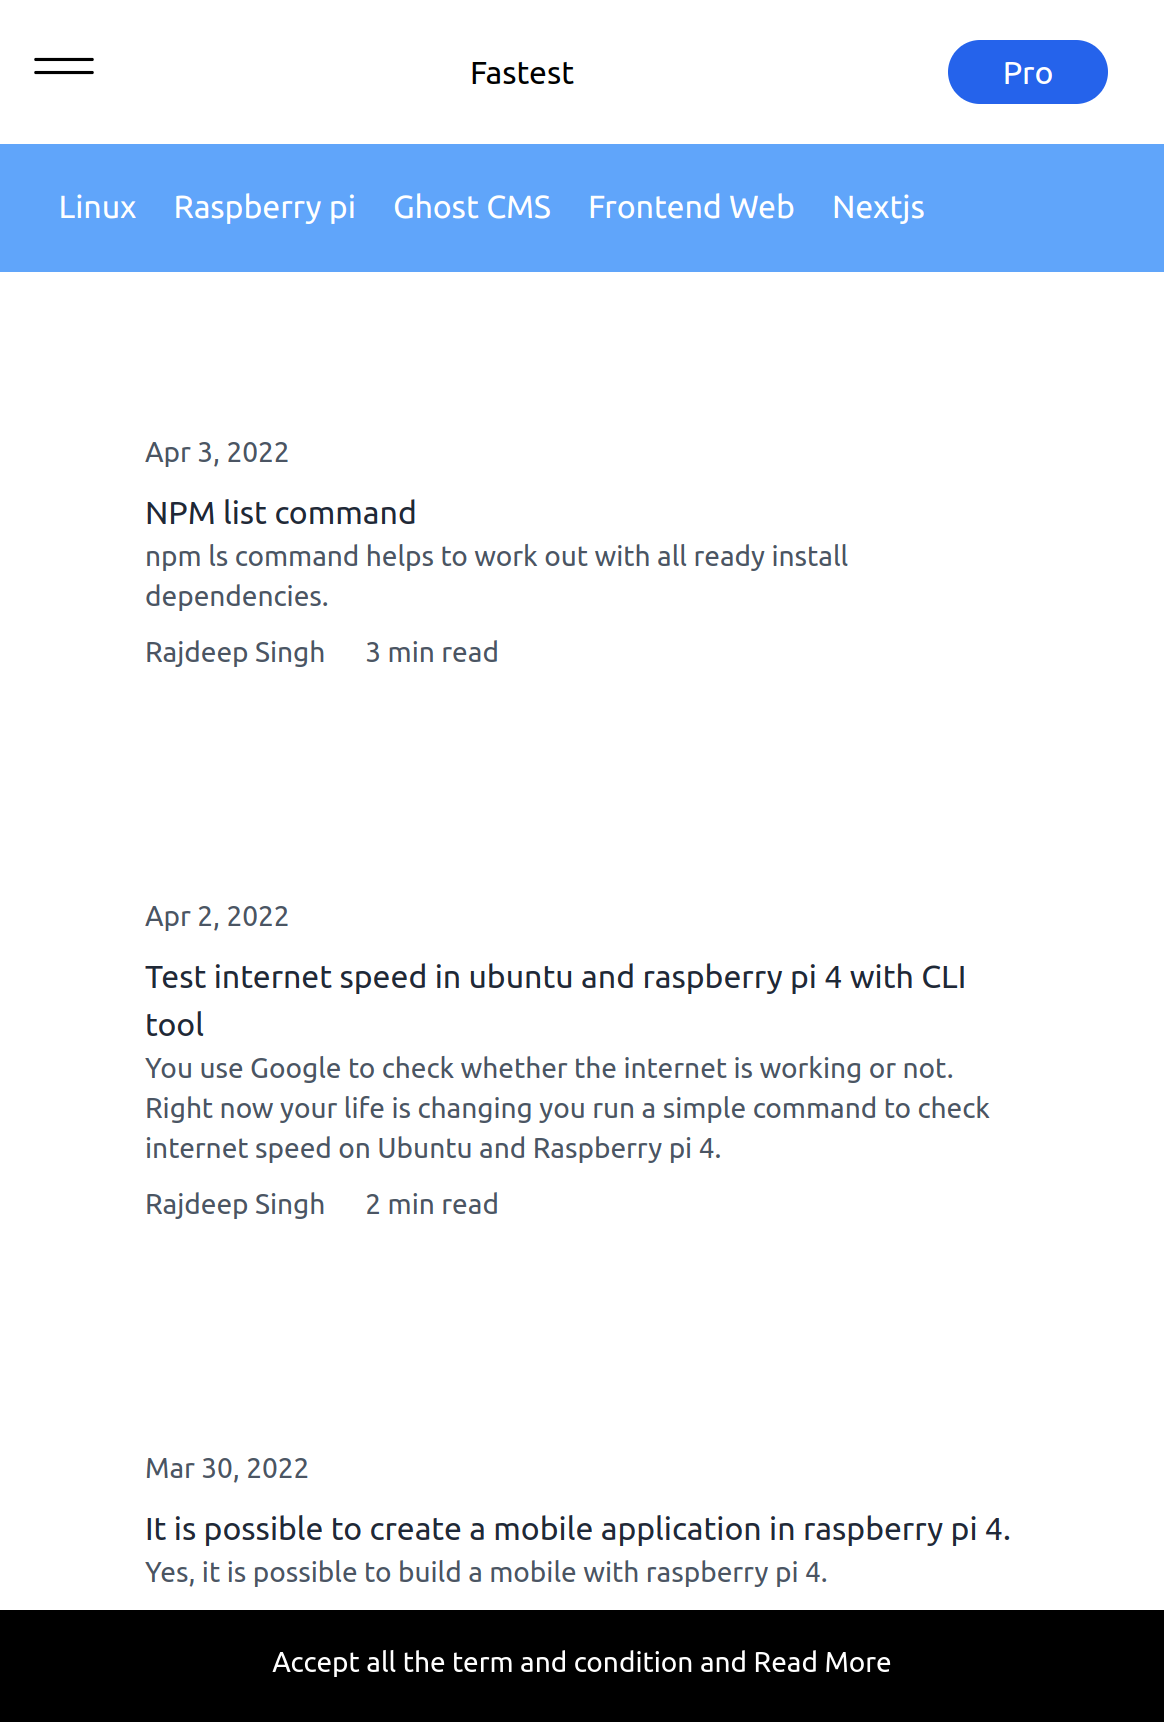 Fastest
Pro
Linux Raspberry pi Ghost CMS Frontend Web Nextjs
Apr 3, 2022
NPM list command
npm ls command helps to work out with all ready install
dependencies.
Rajdeep Singh 3 min read
Apr 2, 2022
Test internet speed in ubuntu and raspberry pi 4 with CLI
tool
You use Google to check whether the internet is working or not.
Right now your life is changing you run a simple command to check
internet speed on Ubuntu and Raspberry pi 4.
Rajdeep Singh 2 min read
Mar 30, 2022
It is possible to create a mobile application in raspberry pi 4.
Yes, it is possible to build a mobile with raspberry pi 4.
Accept all the term and condition and Read More